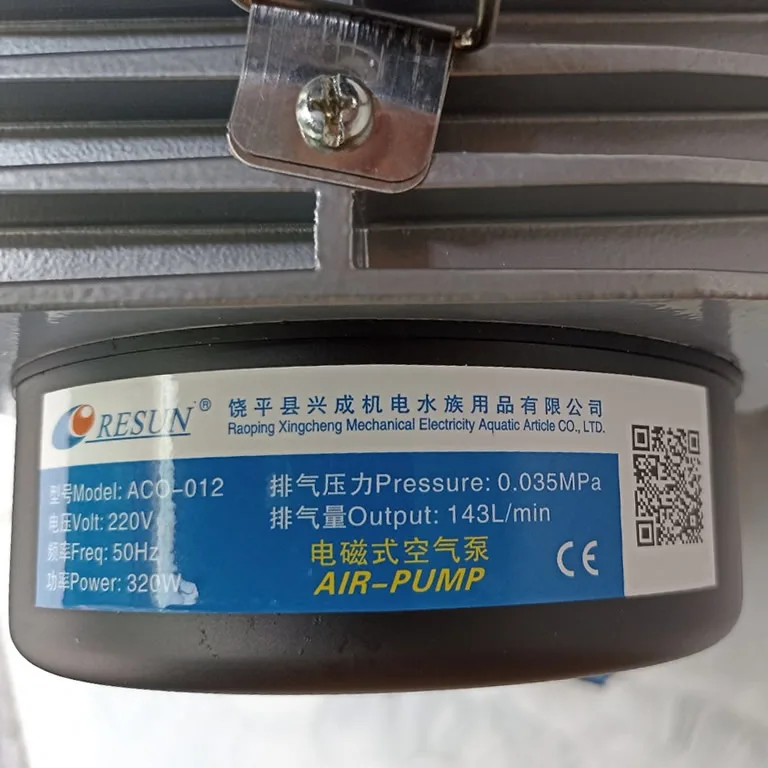 RESUN®
饶平县兴成机电水族用品有限公司
Raoping Xingcheng Mechanical Electricity Aquatic Article CO., LTD.
型号Model: ACO-012
电压Volt: 220V
频率Freq: 50Hz
功率Power: 320W
排气压力Pressure: 0.035MPa
排气量Output: 143L/min
电磁式空气泵
AIR-PUMP
CE